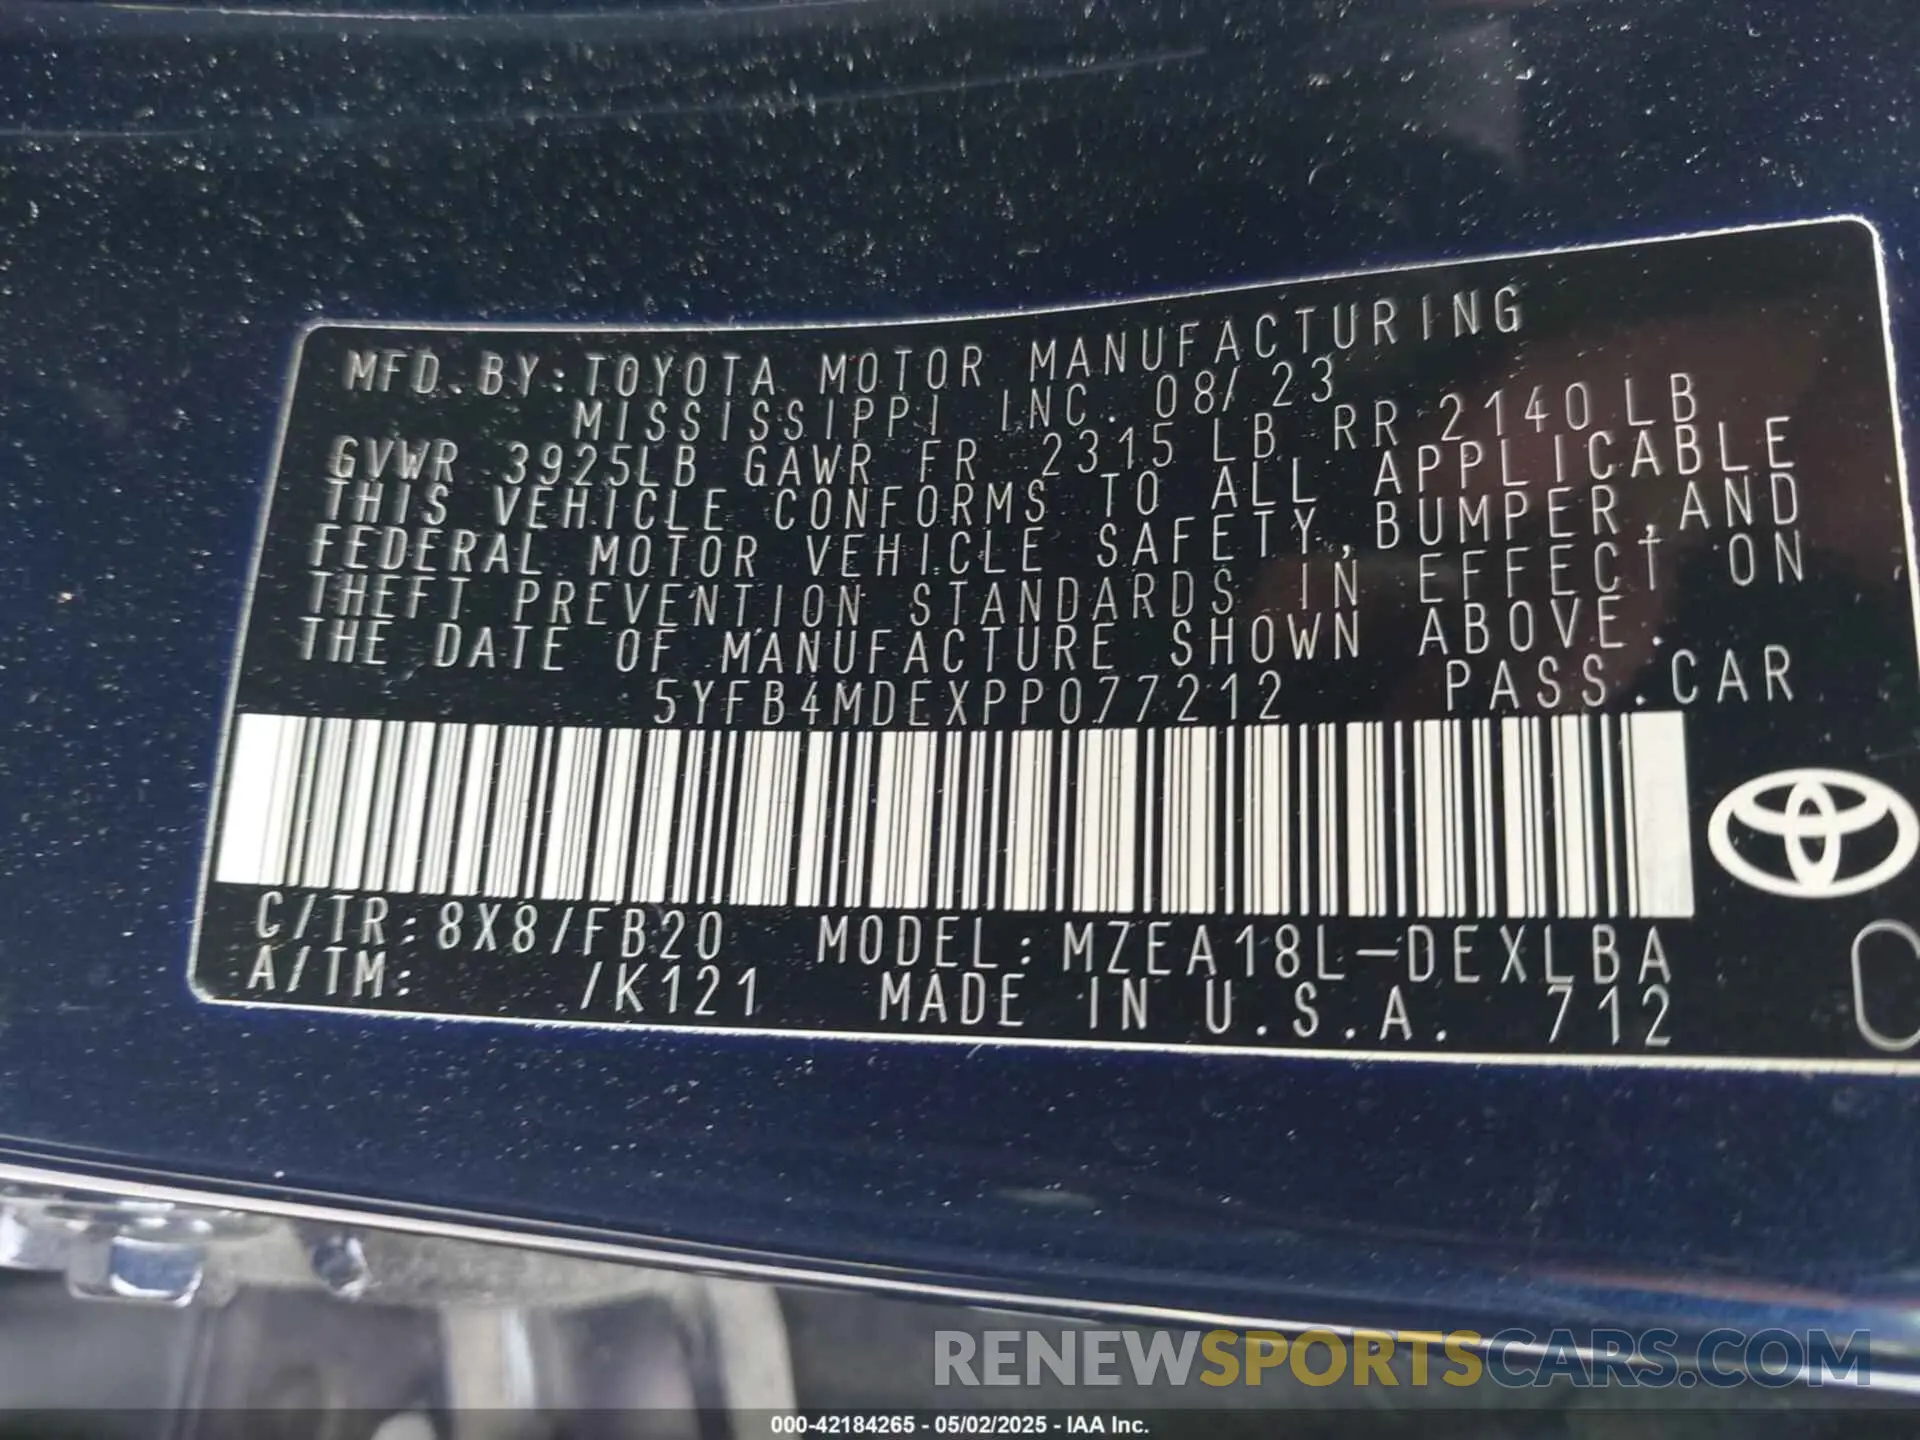 MFD. BY: TOYOTA MOTOR MANUFACTURING
MISSISSIPPI INC. 08/ 23
GVWR 3925LB GAWR FR 2315 LB RR 2140 LB
THIS VEHICLE CONFORMS TO ALL APPLICABLE
FEDERAL MOTOR VEHICLE SAFETY, BUMPER, AND
THEFT PREVENTION STANDARDS IN EFFECT ON
THE DATE OF MANUFACTURE SHOWN ABOVE.
5YFB4MDEXPP077212 PASS. CAR
C/TR: 8X8/FB20 MODEL: MZEA18L-DEXLBA
A/TM: /K121 MADE IN U.S.A. 712
RENEWSPORTSCARS.COM
000-42184265 - 05/02/2025 - IAA Inc.